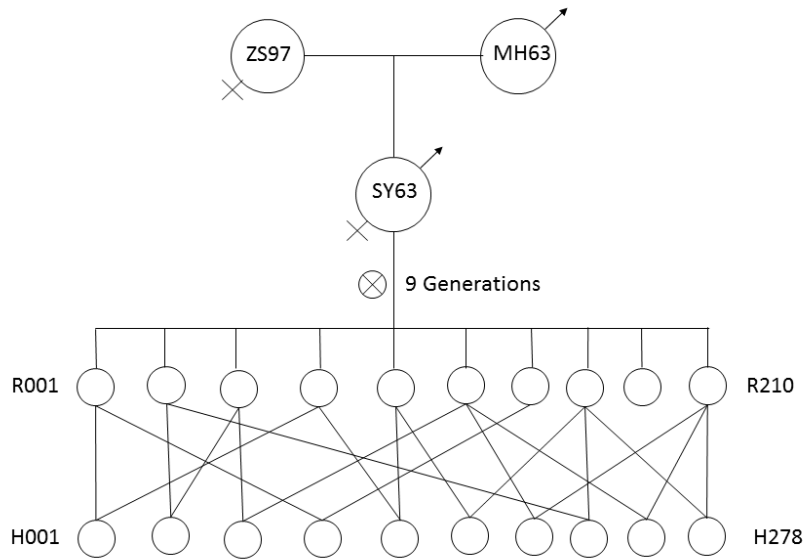 ZS97
MH63
SY63
9 Generations
R001
R210
H001
H278